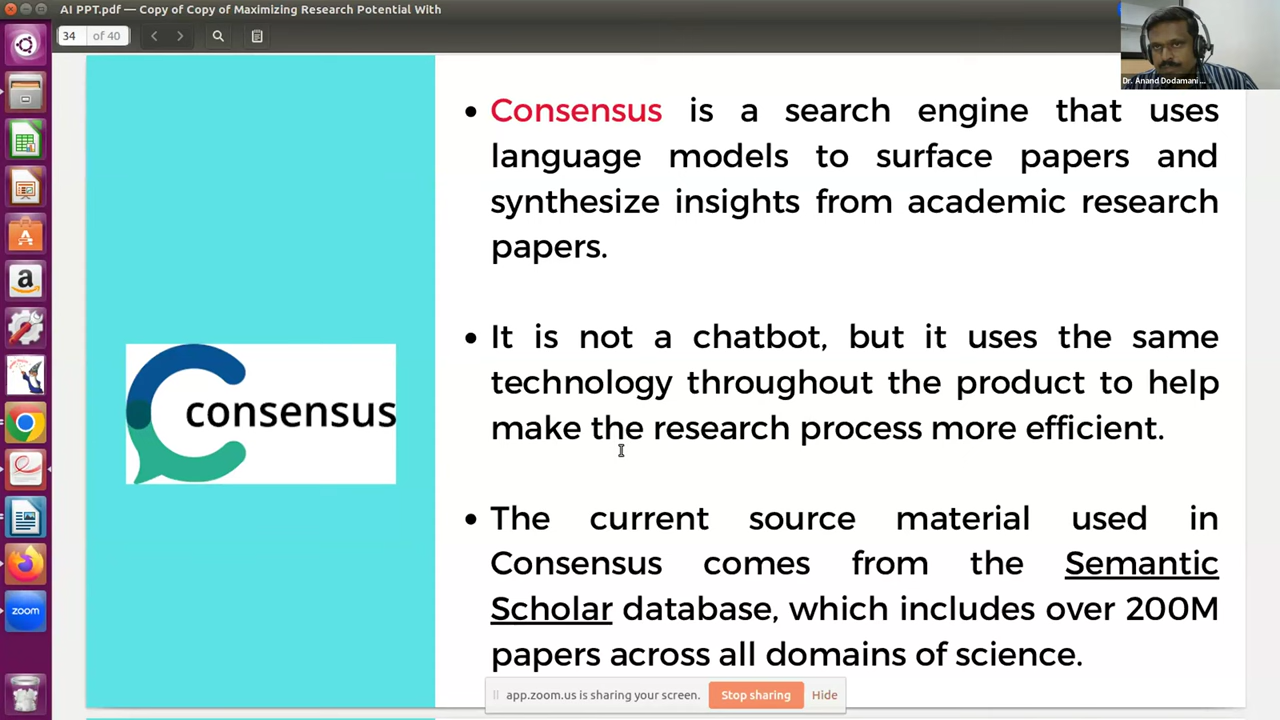 AI PPT.pdf — Copy of Copy of Maximizing Research Potential With
34 of 40
Dr. Anand Dodamani ...
• Consensus is a search engine that uses
language models to surface papers and
synthesize insights from academic research
papers.
• It is not a chatbot, but it uses the same
technology throughout the product to help
make the research process more efficient.
consensus
• The current source material used in
Consensus comes from the Semantic
Scholar database, which includes over 200M
papers across all domains of science.
zoom
app.zoom.us is sharing your screen. Stop sharing Hide